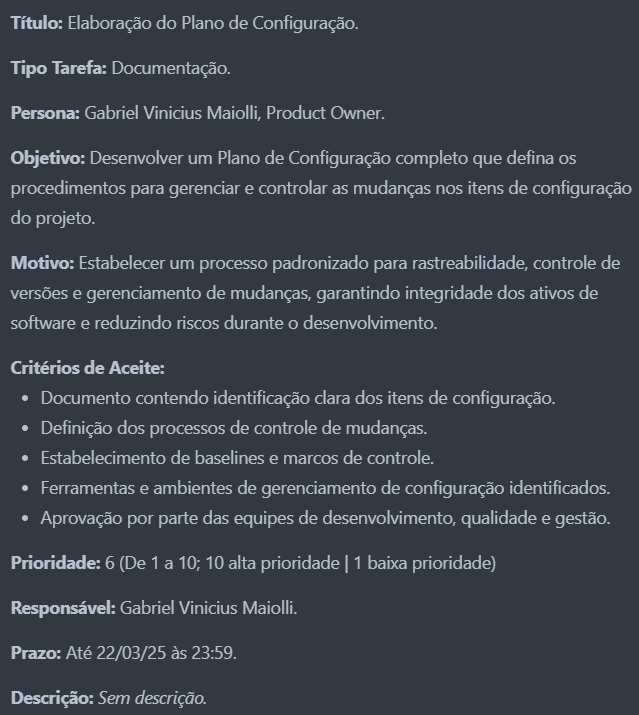 Título: Elaboração do Plano de Configuração.
Tipo Tarefa: Documentação.
Persona: Gabriel Vinicius Maiolli, Product Owner.
Objetivo: Desenvolver um Plano de Configuração completo que defina os
procedimentos para gerenciar e controlar as mudanças nos itens de configuração
do projeto.
Motivo: Estabelecer um processo padronizado para rastreabilidade, controle de
versões e gerenciamento de mudanças, garantindo integridade dos ativos de
software e reduzindo riscos durante o desenvolvimento.
Critérios de Aceite:
• Documento contendo identificação clara dos itens de configuração.
• Definição dos processos de controle de mudanças.
• Estabelecimento de baselines e marcos de controle.
• Ferramentas e ambientes de gerenciamento de configuração identificados.
• Aprovação por parte das equipes de desenvolvimento, qualidade e gestão.
Prioridade: 6 (De 1 a 10; 10 alta prioridade | 1 baixa prioridade)
Responsável: Gabriel Vinicius Maiolli.
Prazo: Até 22/03/25 às 23:59.
Descrição: Sem descrição.